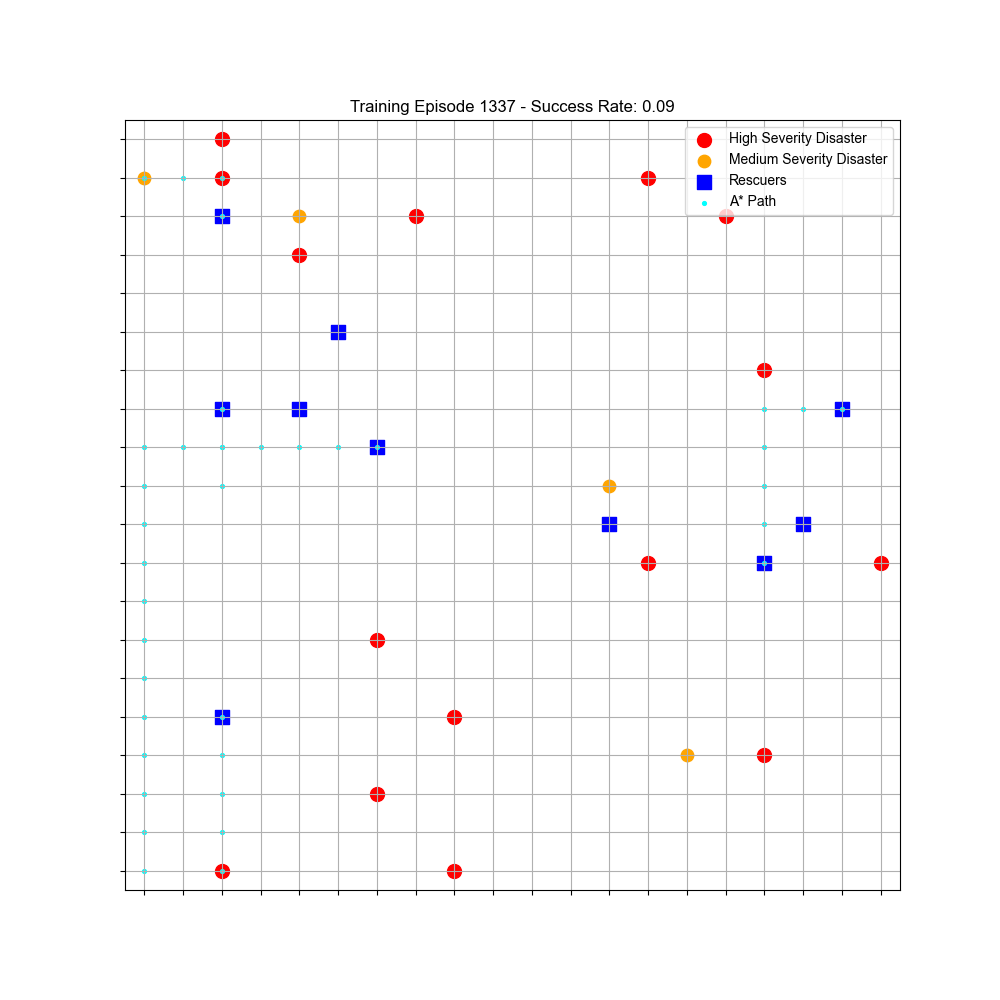 Training Episode 1337 - Success Rate: 0.09
High Severity Disaster
Medium Severity Disaster
Rescuers
A* Path